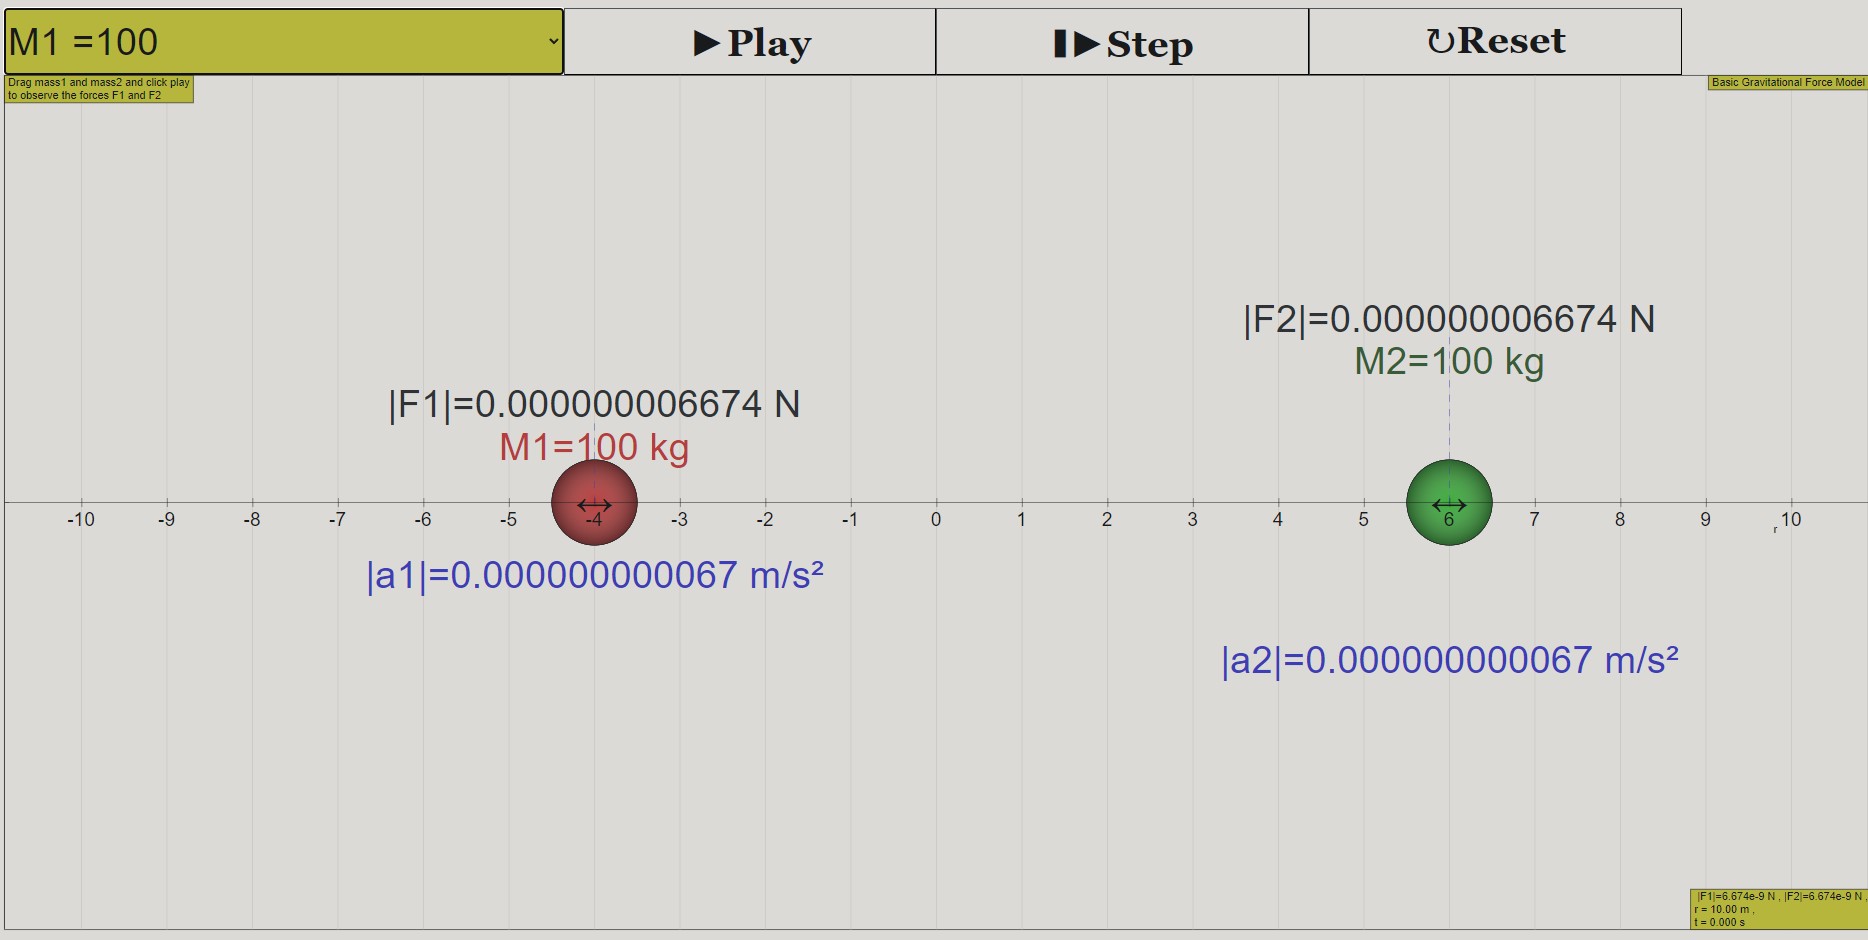 M1 =100
▶Play
▮▶Step
↻Reset
Drag mass1 and mass2 and click play
to observe the forces F1 and F2
Basic Gravitational Force Model
|F2|=0.000000006674 N
M2=100 kg
|F1|=0.000000006674 N
M1=100 kg
-10 -9 -8 -7 -6 -5 -4 -3 -2 -1 0 1 2 3 4 5 6 7 8 9 r 10
|a1|=0.000000000067 m/s²
|a2|=0.000000000067 m/s²
|F1|=6.674e-9 N , |F2|=6.674e-9 N ,
r = 10.00 m ,
t = 0.000 s